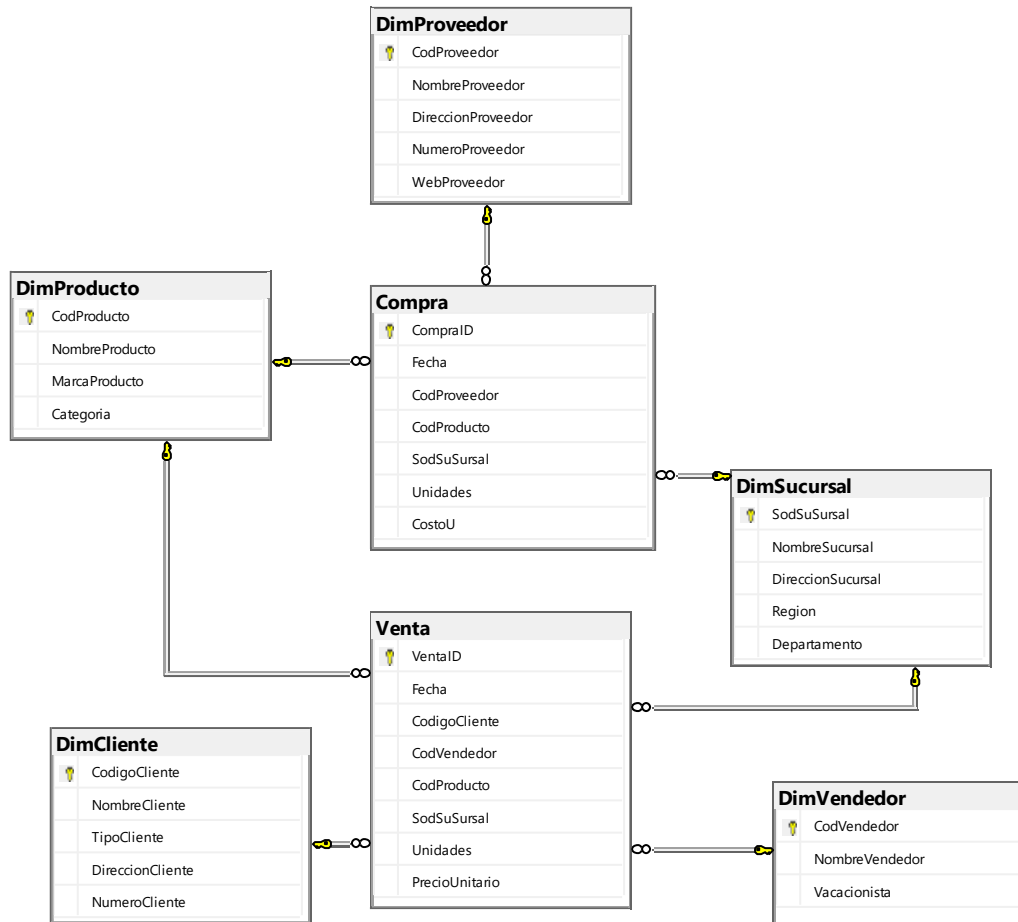 DimProveedor
CodProveedor
NombreProveedor
DireccionProveedor
NumeroProveedor
WebProveedor
DimProducto
CodProducto
NombreProducto
MarcaProducto
Categoria
Compra
CompraID
Fecha
CodProveedor
CodProducto
SodSuSursal
Unidades
CostoU
DimSucursal
SodSuSursal
NombreSucursal
DireccionSucursal
Region
Departamento
Venta
VentaID
Fecha
CodigoCliente
CodVendedor
CodProducto
SodSuSursal
Unidades
PrecioUnitario
DimCliente
CodigoCliente
NombreCliente
TipoCliente
DireccionCliente
NumeroCliente
DimVendedor
CodVendedor
NombreVendedor
Vacacionista